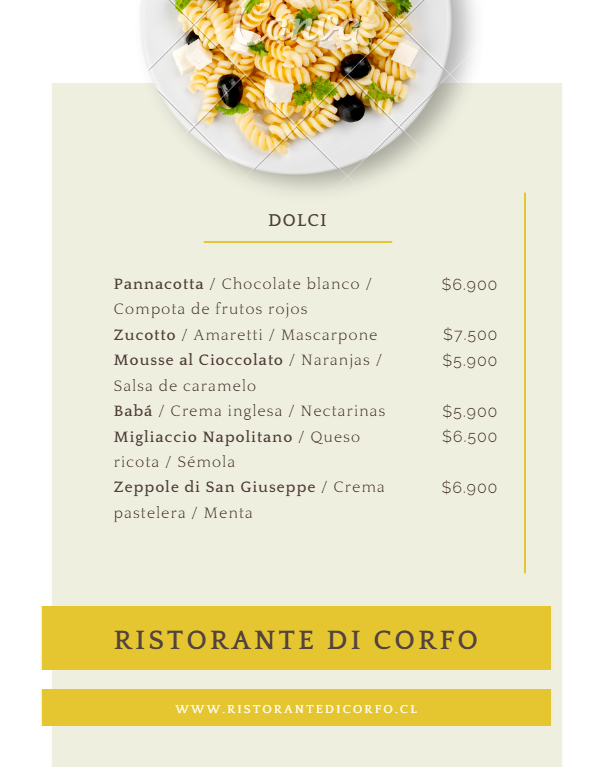 Canva
DOLCI
Pannacotta / Chocolate blanco / $6.900
Compota de frutos rojos
Zucotto / Amaretti / Mascarpone $7.500
Mousse al Cioccolato / Naranjas / $5.900
Salsa de caramelo
Babá / Crema inglesa / Nectarinas $5.900
Migliaccio Napolitano / Queso $6.500
ricota / Sémola
Zeppole di San Giuseppe / Crema $6.900
pastelera / Menta
RISTORANTE DI CORFO
WWW.RISTORANTEDICORFO.CL